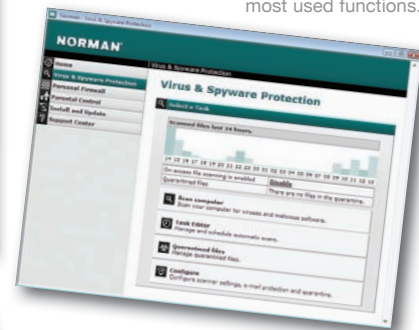 most used functions.
Norman - Virus & Spyware Protection
NORMAN
Home
Virus & Spyware Protection
Personal Firewall
Parental Control
Install and Update
Support Center
Virus & Spyware Protection
Virus & Spyware Protection
Select a Task
Scanned files last 24 hours.
On access file scanning is enabled
Disable
Quarantined files
There are no files in the quarantine.
Scan computer
Scan your computer for viruses and malicious software.
Task Editor
Manage and schedule automatic scans.
Quarantined files
Manage quarantined files.
Configure
Configure scanner settings, e-mail protection and quarantine.